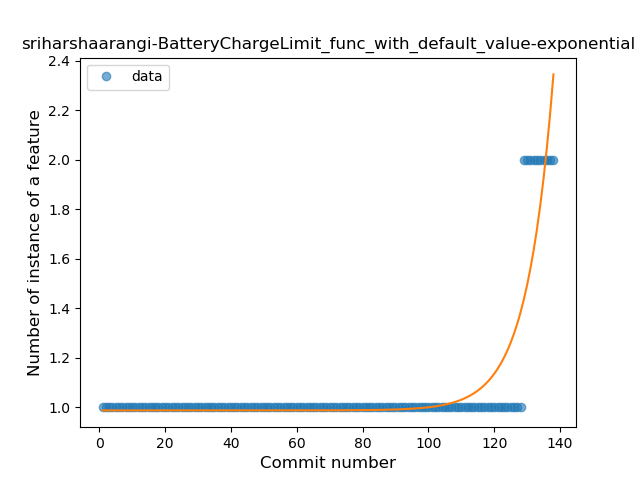 sriharshaarangi-BatteryChargeLimit_func_with_default_value-exponential
data
Number of instance of a feature
2.4
2.2
2.0
1.8
1.6
1.4
1.2
1.0
0 20 40 60 80 100 120 140
Commit number